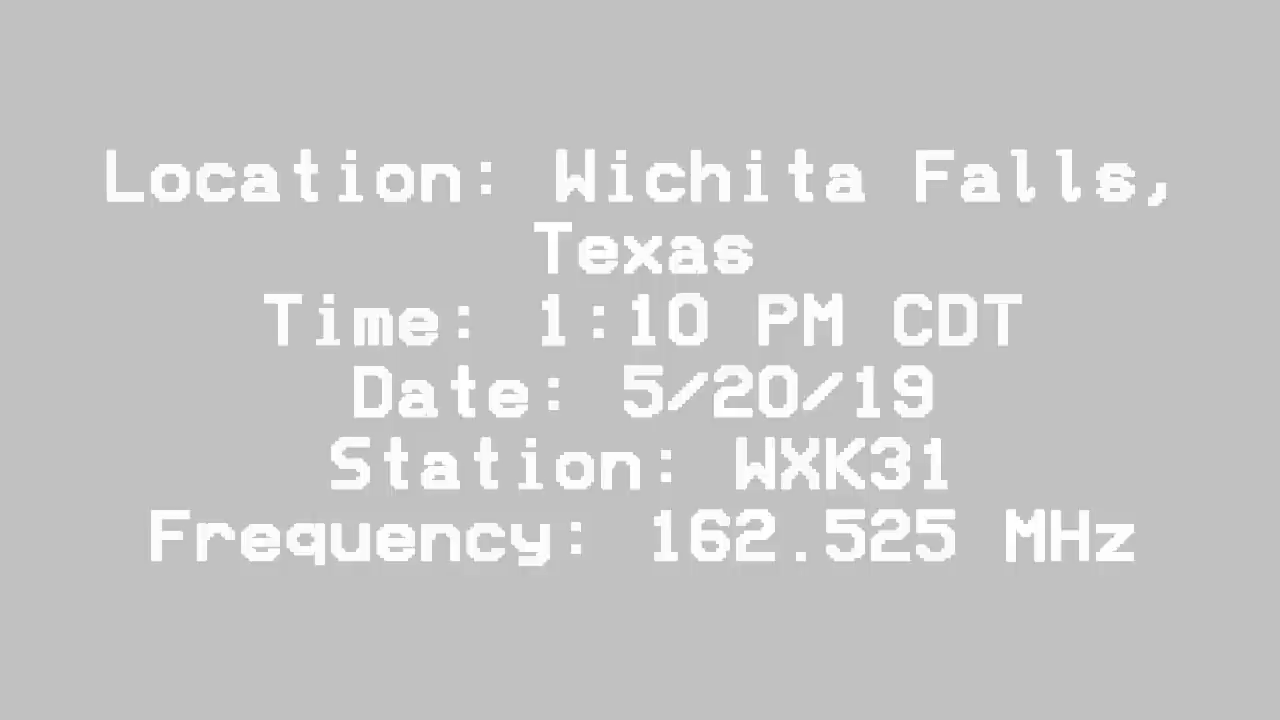 Location: Wichita Falls,
Texas
Time: 1:10 PM CDT
Date: 5/20/19
Station: WXK31
Frequency: 162.525 MHz